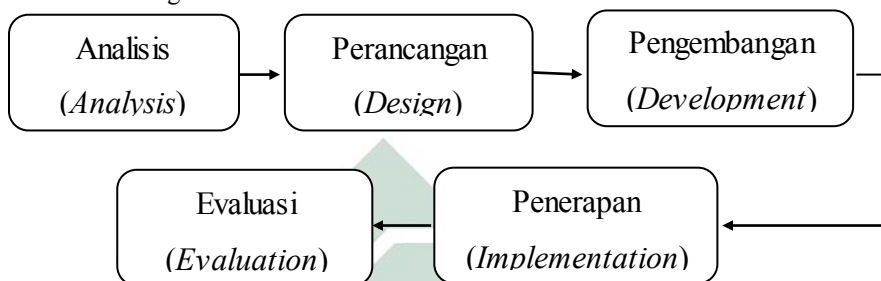 Analisis
(Analysis)
Perancangan
(Design)
Pengembangan
(Development)
Penerapan
(Implementation)
Evaluasi
(Evaluation)